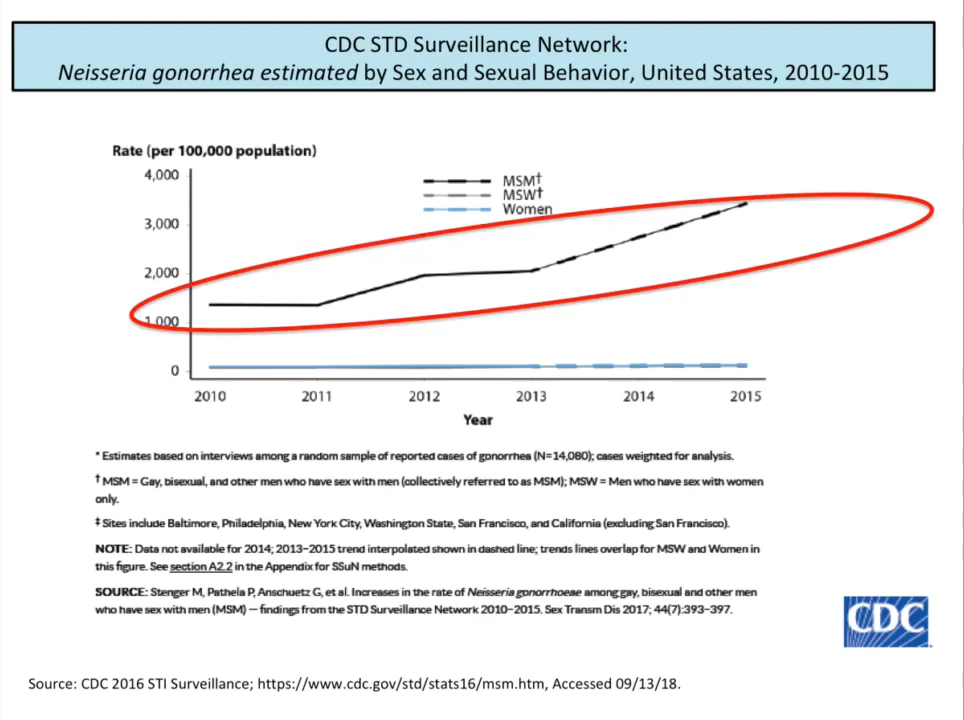 CDC STD Surveillance Network:
Neisseria gonorrhea estimated by Sex and Sexual Behavior, United States, 2010-2015
Rate (per 100,000 population)
4,000
3,000
2,000
1,000
0
MSM†
MSW†
Women
2010 2011 2012 2013 2014 2015
Year
* Estimates based on interviews among a random sample of reported cases of gonorrhea (N=14,080); cases weighted for analysis.
† MSM = Gay, bisexual, and other men who have sex with men (collectively referred to as MSM); MSW = Men who have sex with women
only.
‡ Sites include Baltimore, Philadelphia, New York City, Washington State, San Francisco, and California (excluding San Francisco).
NOTE: Data not available for 2014; 2013–2015 trend interpolated shown in dashed line; trends lines overlap for MSW and Women in
this figure. See section A2.2 in the Appendix for SSuN methods.
SOURCE: Stenger M, Pathela P, Anschuetz G, et al. Increases in the rate of Neisseria gonorrhoeae among gay, bisexual and other men
who have sex with men (MSM) — findings from the STD Surveillance Network 2010–2015. Sex Transm Dis 2017; 44(7):393–397.
CDC
Source: CDC 2016 STI Surveillance; https://www.cdc.gov/std/stats16/msm.htm, Accessed 09/13/18.